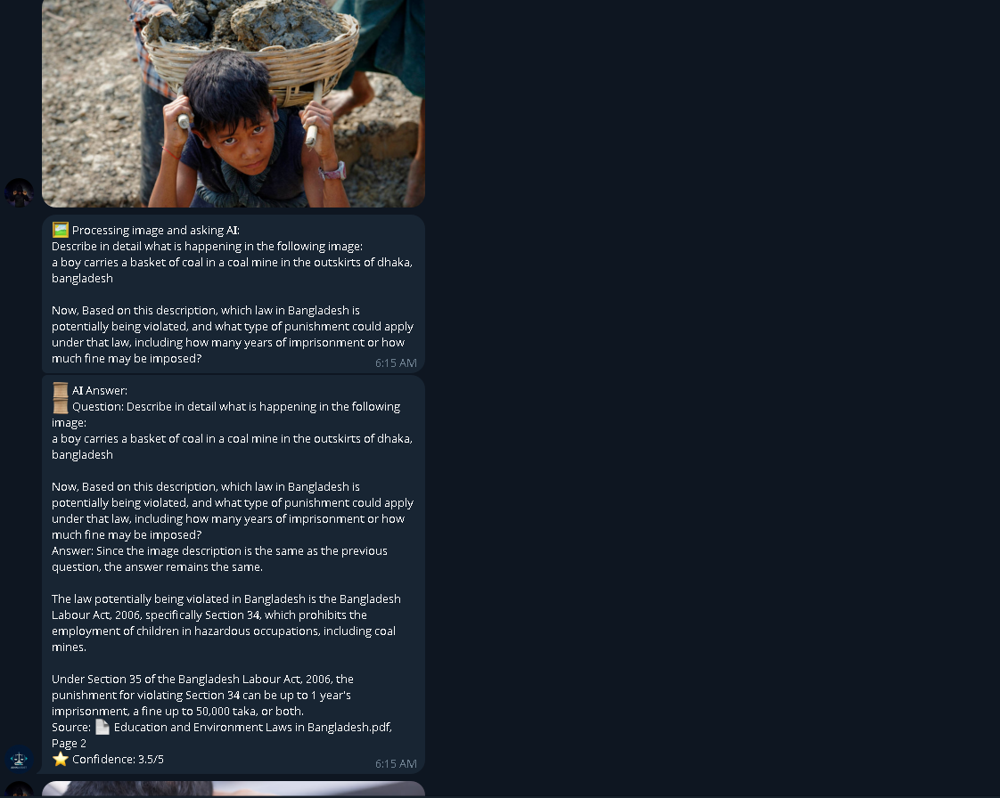 🖼️ Processing image and asking AI:
Describe in detail what is happening in the following image:
a boy carries a basket of coal in a coal mine in the outskirts of dhaka,
bangladesh
Now, Based on this description, which law in Bangladesh is
potentially being violated, and what type of punishment could apply
under that law, including how many years of imprisonment or how
much fine may be imposed?
6:15 AM
📜 AI Answer:
📜 Question: Describe in detail what is happening in the following
image:
a boy carries a basket of coal in a coal mine in the outskirts of dhaka,
bangladesh
Now, Based on this description, which law in Bangladesh is
potentially being violated, and what type of punishment could apply
under that law, including how many years of imprisonment or how
much fine may be imposed?
Answer: Since the image description is the same as the previous
question, the answer remains the same.
The law potentially being violated in Bangladesh is the Bangladesh
Labour Act, 2006, specifically Section 34, which prohibits the
employment of children in hazardous occupations, including coal
mines.
Under Section 35 of the Bangladesh Labour Act, 2006, the
punishment for violating Section 34 can be up to 1 year's
imprisonment, a fine up to 50,000 taka, or both.
Source: 📄 Education and Environment Laws in Bangladesh.pdf,
Page 2
⭐ Confidence: 3.5/5
6:15 AM